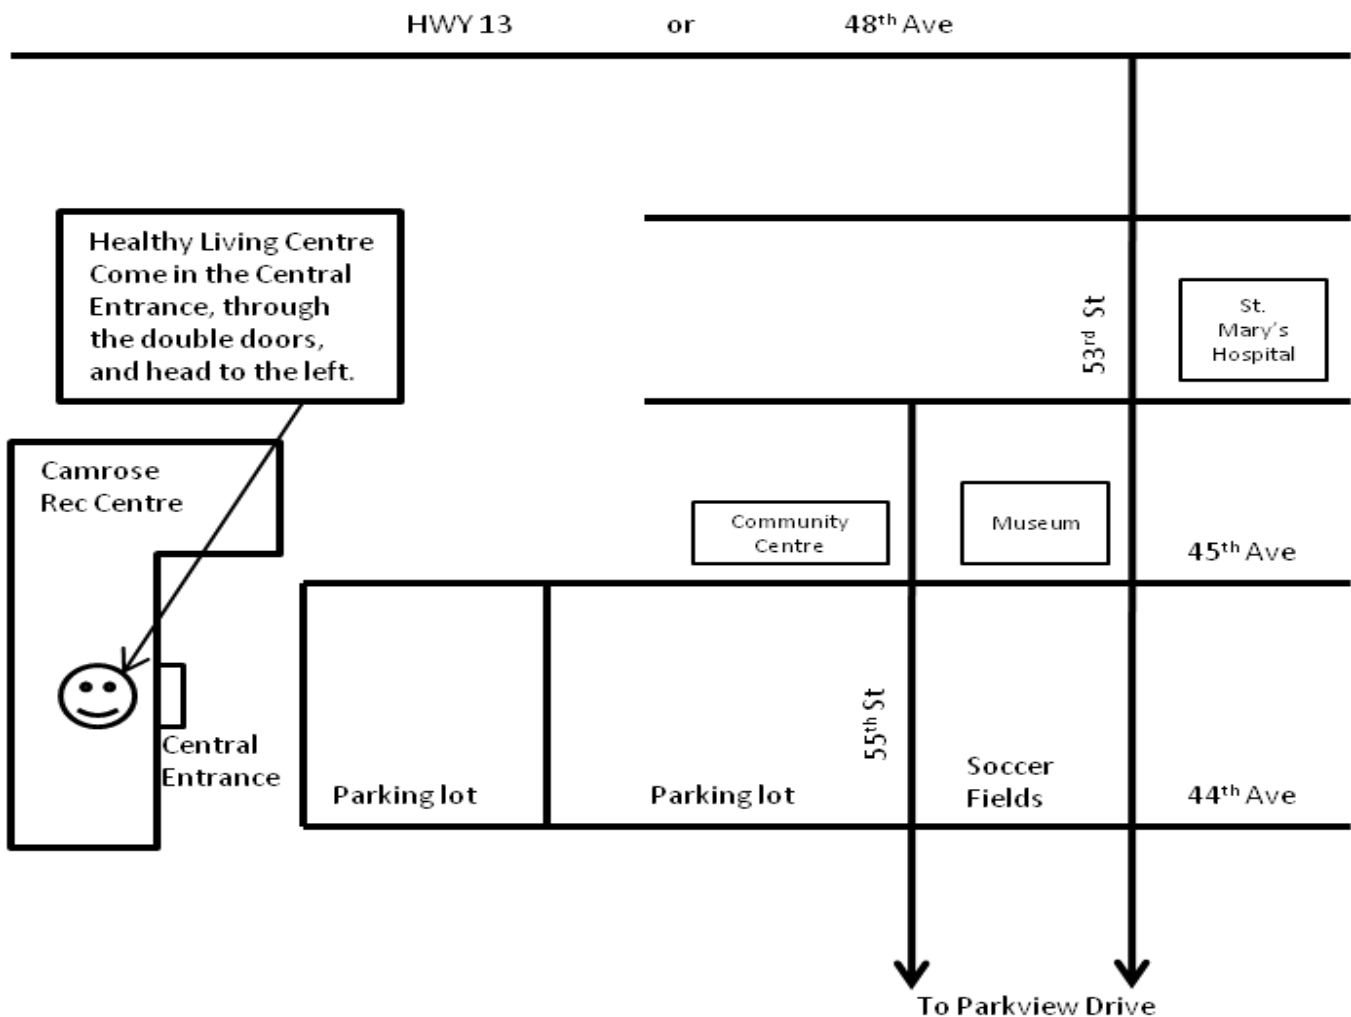 HWY 13 or 48th Ave
Healthy Living Centre
Come in the Central
Entrance, through
the double doors,
and head to the left.
53rd St
St.
Mary's
Hospital
Camrose
Rec Centre
Community
Centre
Museum
45th Ave
Central
Entrance
55th St
Parking lot
Parking lot
Soccer
Fields
44th Ave
To Parkview Drive